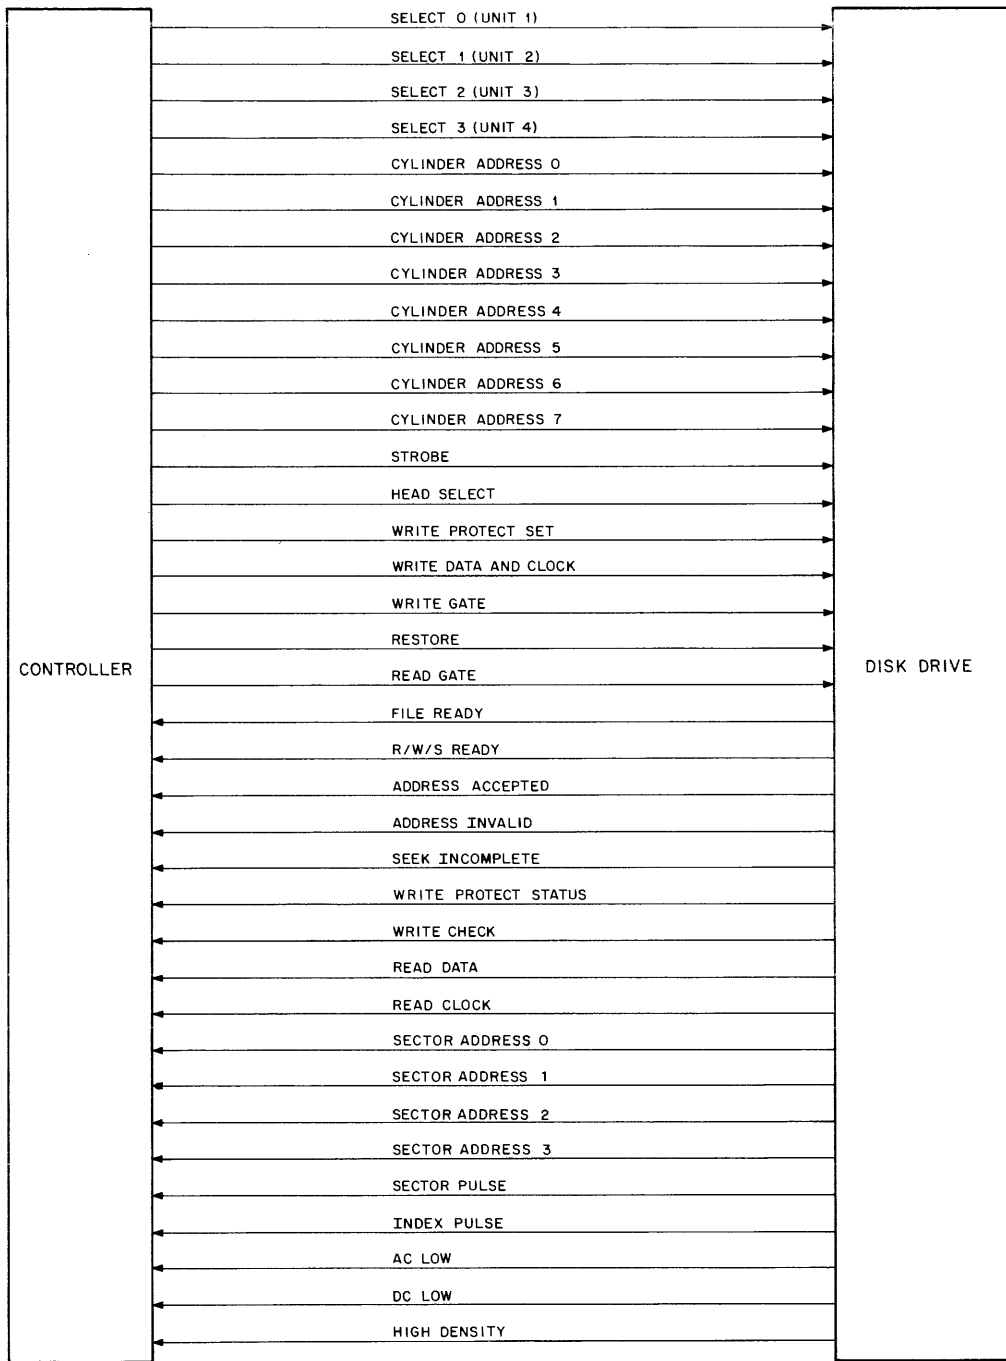 SELECT 0 (UNIT 1)
SELECT 1 (UNIT 2)
SELECT 2 (UNIT 3)
SELECT 3 (UNIT 4)
CYLINDER ADDRESS 0
CYLINDER ADDRESS 1
CYLINDER ADDRESS 2
CYLINDER ADDRESS 3
CYLINDER ADDRESS 4
CYLINDER ADDRESS 5
CYLINDER ADDRESS 6
CYLINDER ADDRESS 7
STROBE
HEAD SELECT
WRITE PROTECT SET
WRITE DATA AND CLOCK
WRITE GATE
RESTORE
CONTROLLER
DISK DRIVE
READ GATE
FILE READY
R/W/S READY
ADDRESS ACCEPTED
ADDRESS INVALID
SEEK INCOMPLETE
WRITE PROTECT STATUS
WRITE CHECK
READ DATA
READ CLOCK
SECTOR ADDRESS 0
SECTOR ADDRESS 1
SECTOR ADDRESS 2
SECTOR ADDRESS 3
SECTOR PULSE
INDEX PULSE
AC LOW
DC LOW
HIGH DENSITY